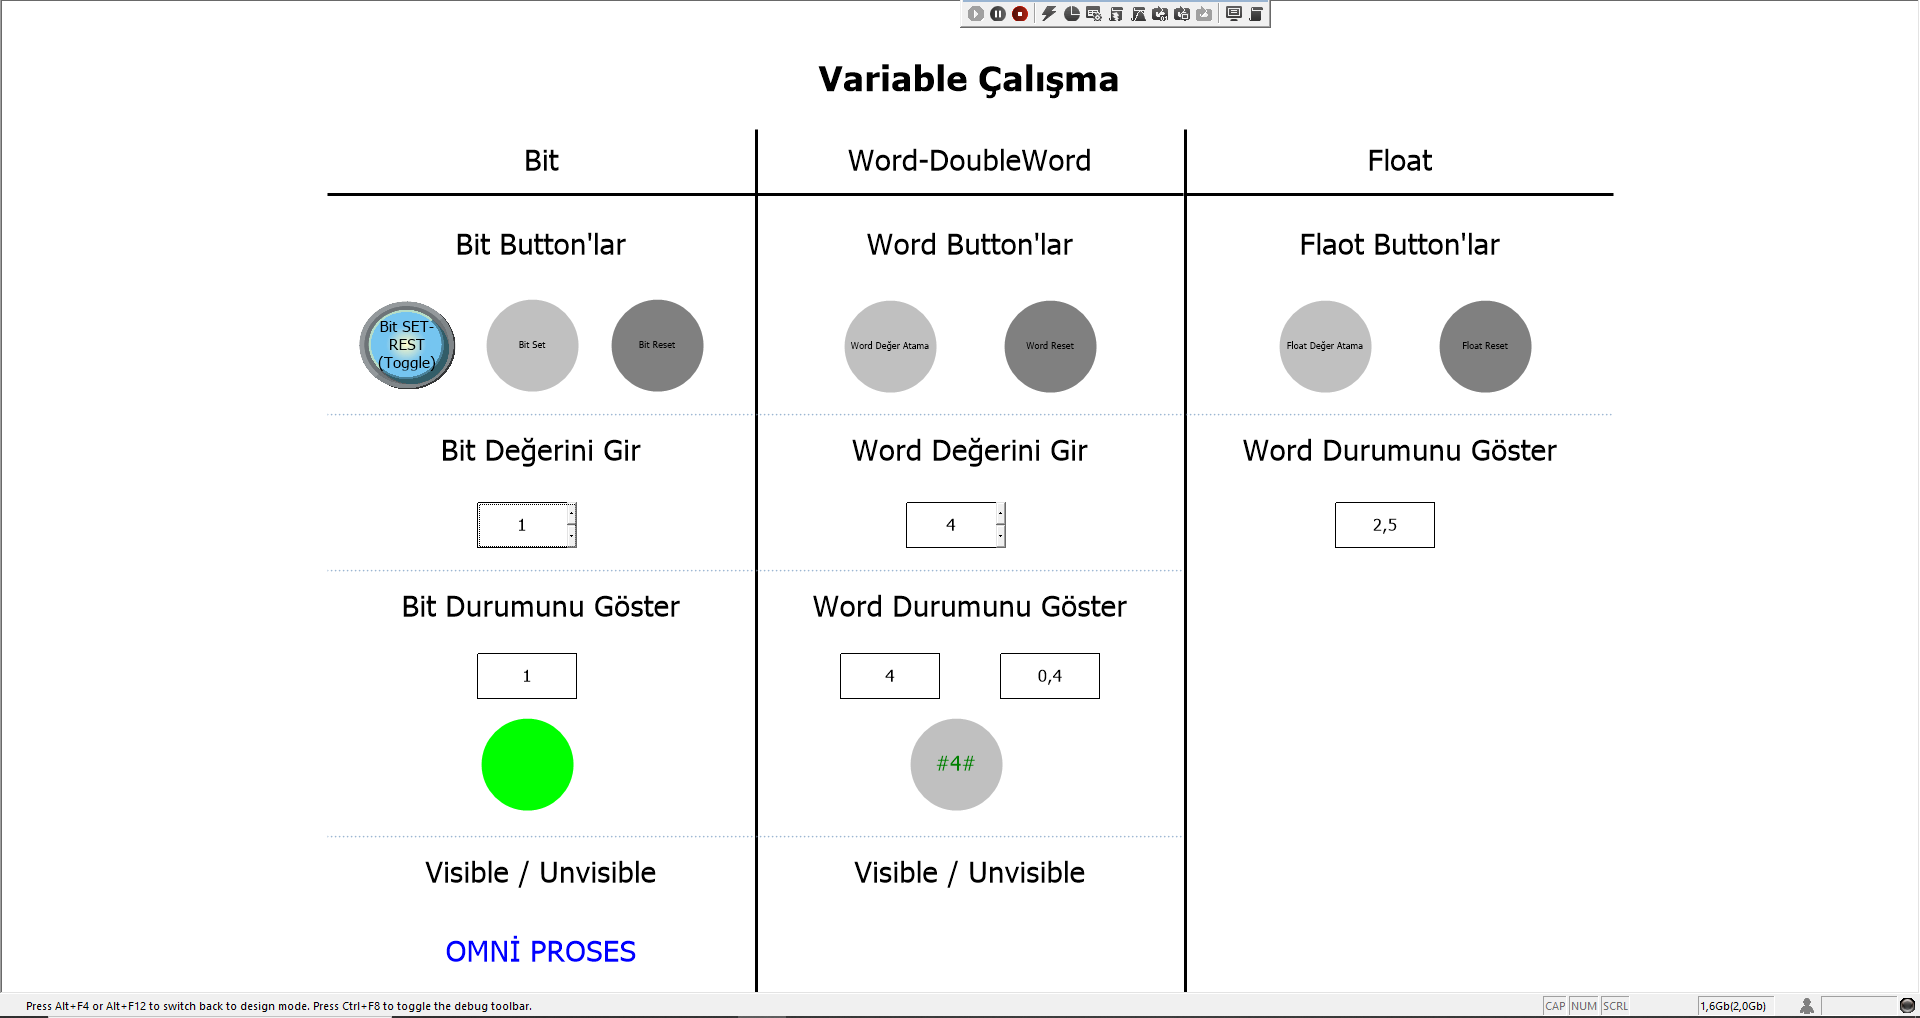 Variable Çalışma
Bit
Word-DoubleWord
Float
Bit Button'lar
Word Button'lar
Flaot Button'lar
Bit SET-
REST
(Toggle)
Bit Set
Bit Reset
Word Değer Atama
Word Reset
Float Değer Atama
Float Reset
Bit Değerini Gir
Word Değerini Gir
Word Durumunu Göster
1
4
2,5
Bit Durumunu Göster
Word Durumunu Göster
1
4
0,4
#4#
Visible / Unvisible
Visible / Unvisible
OMNİ PROSES
Press Alt+F4 or Alt+F12 to switch back to design mode. Press Ctrl+F8 to toggle the debug toolbar.
CAP NUM SCRL
1,6Gb(2,0Gb)